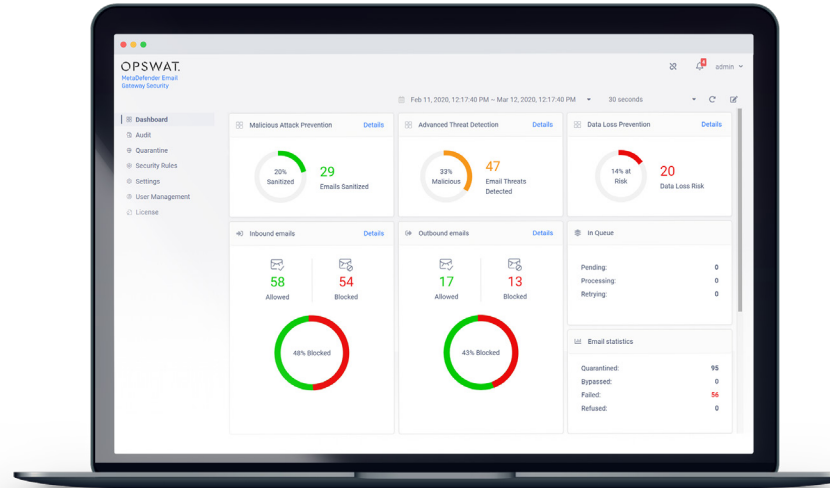 OPSWAT.
MetaDefender Email
Gateway Security
4
admin
Feb 11, 2020, 12:17:40 PM – Mar 12, 2020, 12:17:40 PM
30 seconds
Dashboard
Audit
Quarantine
Security Rules
Settings
User Management
License
Malicious Attack Prevention
Details
20%
Sanitized
29
Emails Sanitized
Advanced Threat Detection
Details
33%
Malicious
47
Email Threats
Detected
Data Loss Prevention
Details
14% at
Risk
20
Data Loss Risk
Inbound emails
Details
58
Allowed
54
Blocked
48% Blocked
Outbound emails
Details
17
Allowed
13
Blocked
43% Blocked
In Queue
Pending: 0
Processing: 0
Retrying: 0
Email statistics
Quarantined: 95
Bypassed: 0
Failed: 56
Refused: 0